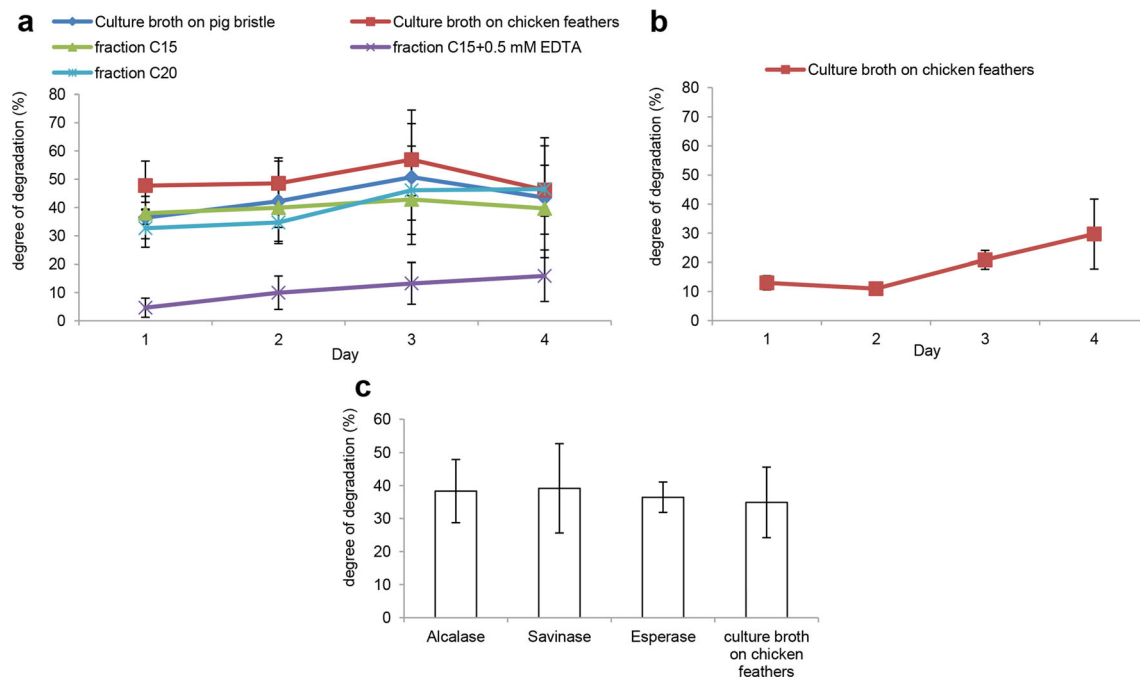 a
Culture broth on pig bristle
Culture broth on chicken feathers
fraction C15
fraction C15+0.5 mM EDTA
fraction C20
degree of degradation (%)
80
70
60
50
40
30
20
10
0
1
2
3
4
Day
b
Culture broth on chicken feathers
degree of degradation (%)
80
70
60
50
40
30
20
10
0
1
2
3
4
Day
c
degree of degradation (%)
60
50
40
30
20
10
0
Alcalase
Savinase
Esperase
culture broth
on chicken
feathers